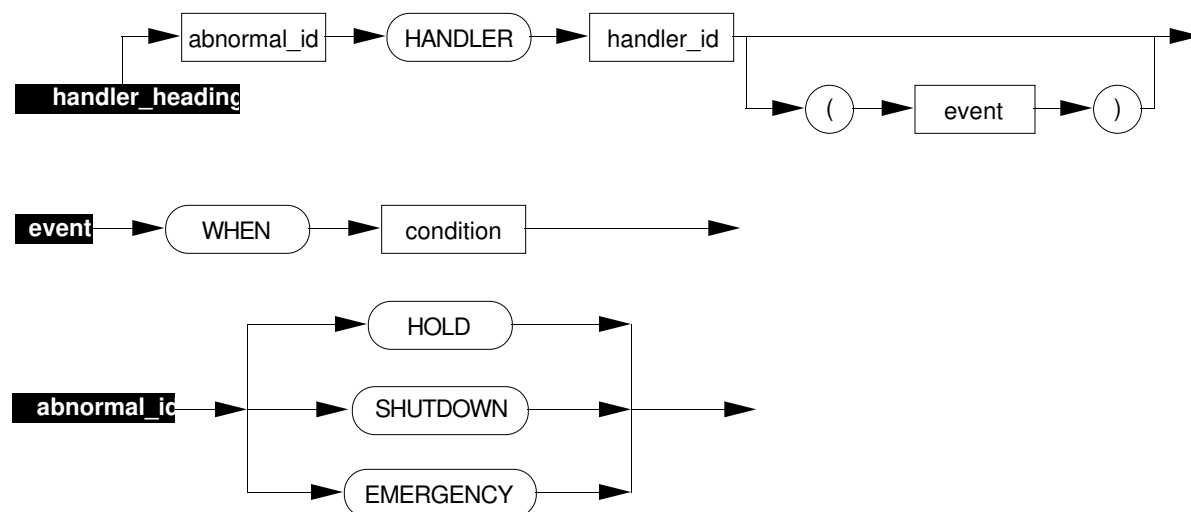 abnormal_id HANDLER handler_id
handler_heading
( event )
event WHEN condition
HOLD
abnormal_id SHUTDOWN
EMERGENCY